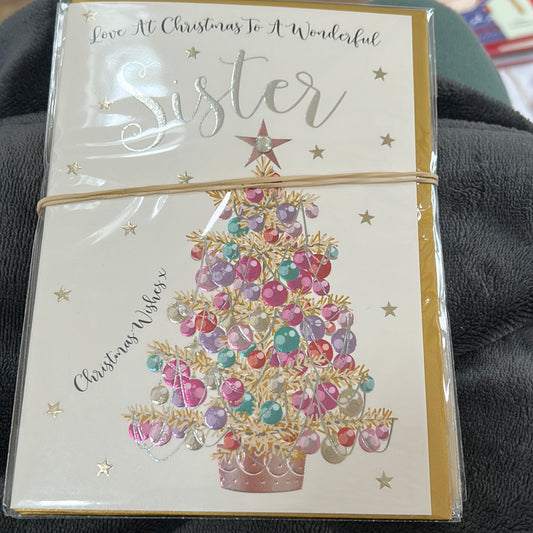 Love At Christmas To A Wonderful
Sister
Christmas Wishes x